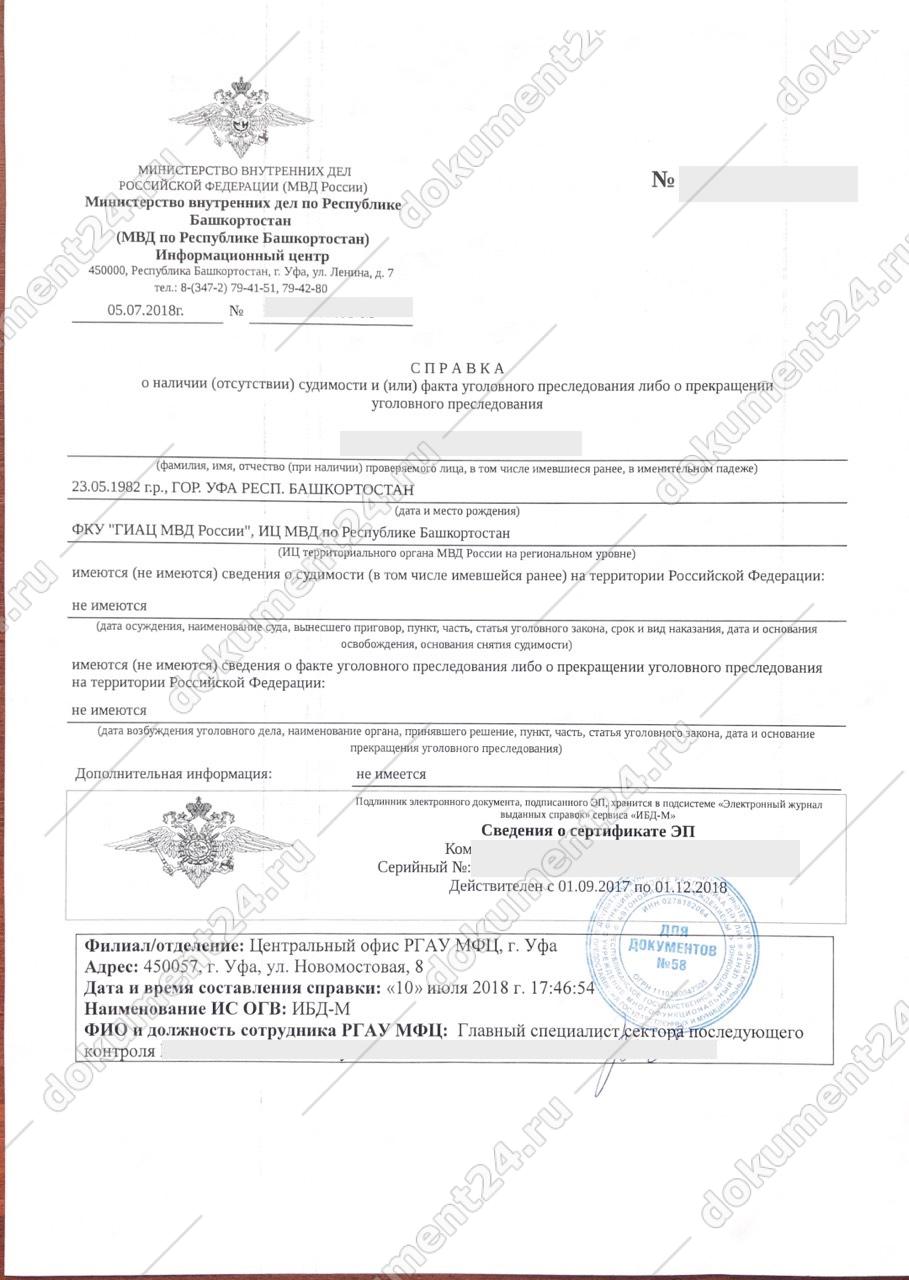 МИНИСТЕРСТВО ВНУТРЕННИХ ДЕЛ
РОССИЙСКОЙ ФЕДЕРАЦИИ (МВД России)
Министерство внутренних дел по Республике
Башкортостан
(МВД по Республике Башкортостан)
Информационный центр
450000, Республика Башкортостан, г. Уфа, ул. Ленина, д. 7
тел.: 8-(347-2) 79-41-51, 79-42-80
05.07.2018г. №
№
СПРАВКА
о наличии (отсутствии) судимости и (или) факта уголовного преследования либо о прекращении
уголовного преследования
(фамилия, имя, отчество (при наличии) проверяемого лица, в том числе имевшиеся ранее, в именительном падеже)
23.05.1982 г.р., ГОР. УФА РЕСП. БАШКОРТОСТАН
(дата и место рождения)
ФКУ "ГИАЦ МВД России", ИЦ МВД по Республике Башкортостан
(ИЦ территориального органа МВД России на региональном уровне)
имеются (не имеются) сведения о судимости (в том числе имевшейся ранее) на территории Российской Федерации:
не имеются
(дата осуждения, наименование суда, вынесшего приговор, пункт, часть, статья уголовного закона, срок и вид наказания, дата и основания
освобождения, основания снятия судимости)
имеются (не имеются) сведения о факте уголовного преследования либо о прекращении уголовного преследования
на территории Российской Федерации:
не имеются
(дата возбуждения уголовного дела, наименование органа, принявшего решение, пункт, часть, статья уголовного закона, дата и основание
прекращения уголовного преследования)
Дополнительная информация: не имеется
Подлинник электронного документа, подписанного ЭП, хранится в подсистеме «Электронный журнал
выданных справок» сервиса «ИБД-М»
Сведения о сертификате ЭП
Ком
Серийный №:
Действителен с 01.09.2017 по 01.12.2018
ДЛЯ
ДОКУМЕНТОВ
№58
Филиал/отделение: Центральный офис РГАУ МФЦ, г. Уфа
Адрес: 450057, г. Уфа, ул. Новомостовая, 8
Дата и время составления справки: «10» июля 2018 г. 17:46:54
Наименование ИС ОГВ: ИБД-М
ФИО и должность сотрудника РГАУ МФЦ: Главный специалист сектора последующего
контроля
dokument24.ru